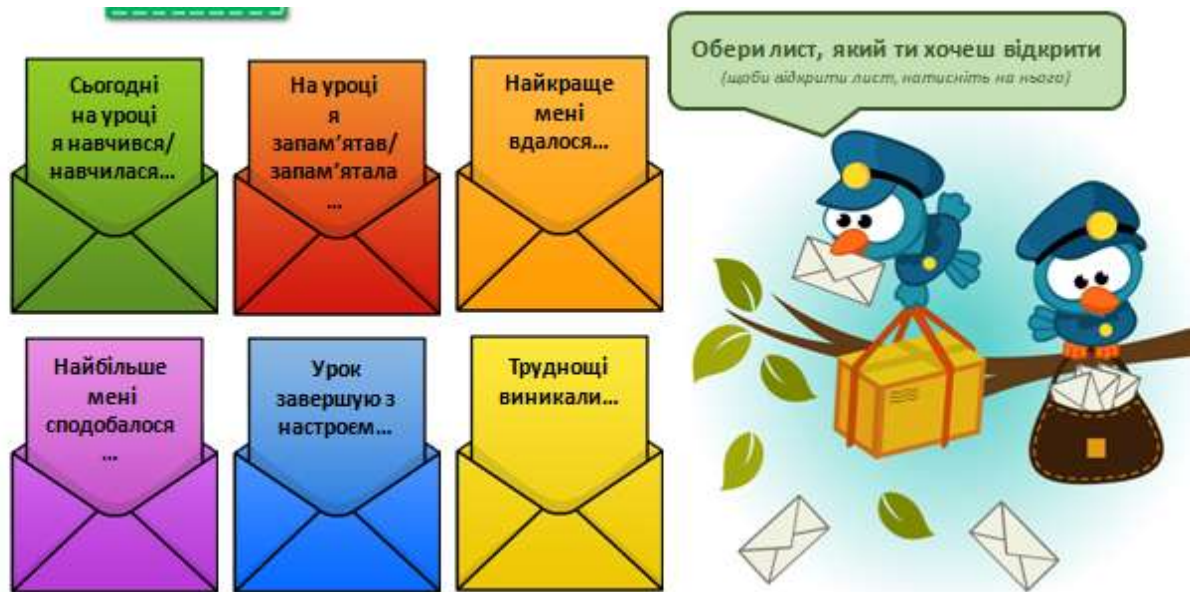 Сьогодні
на уроці
я навчився/
навчилася...
На уроці
я
запам’ятав/
запам’ятала
...
Найкраще
мені
вдалося...
Обери лист, який ти хочеш відкрити
(щоби відкрити лист, натисніть на нього)
Найбільше
мені
сподобалося
...
Урок
завершую з
настроєм...
Труднощі
виникали...